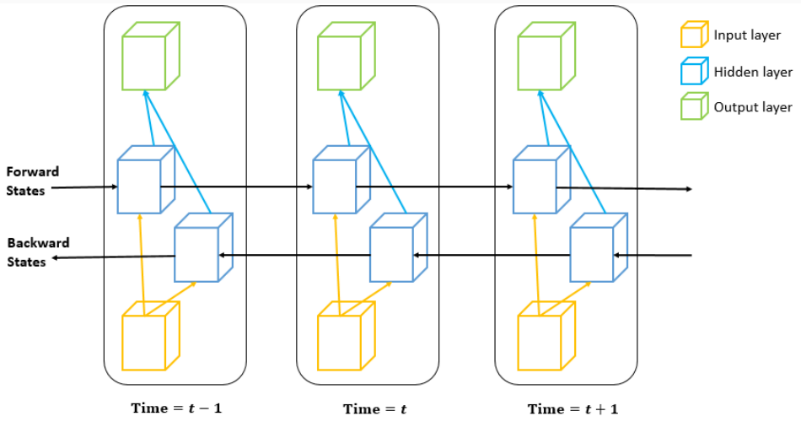 Input layer
Hidden layer
Output layer
Forward
States
Backward
States
Time = t − 1
Time = t
Time = t + 1